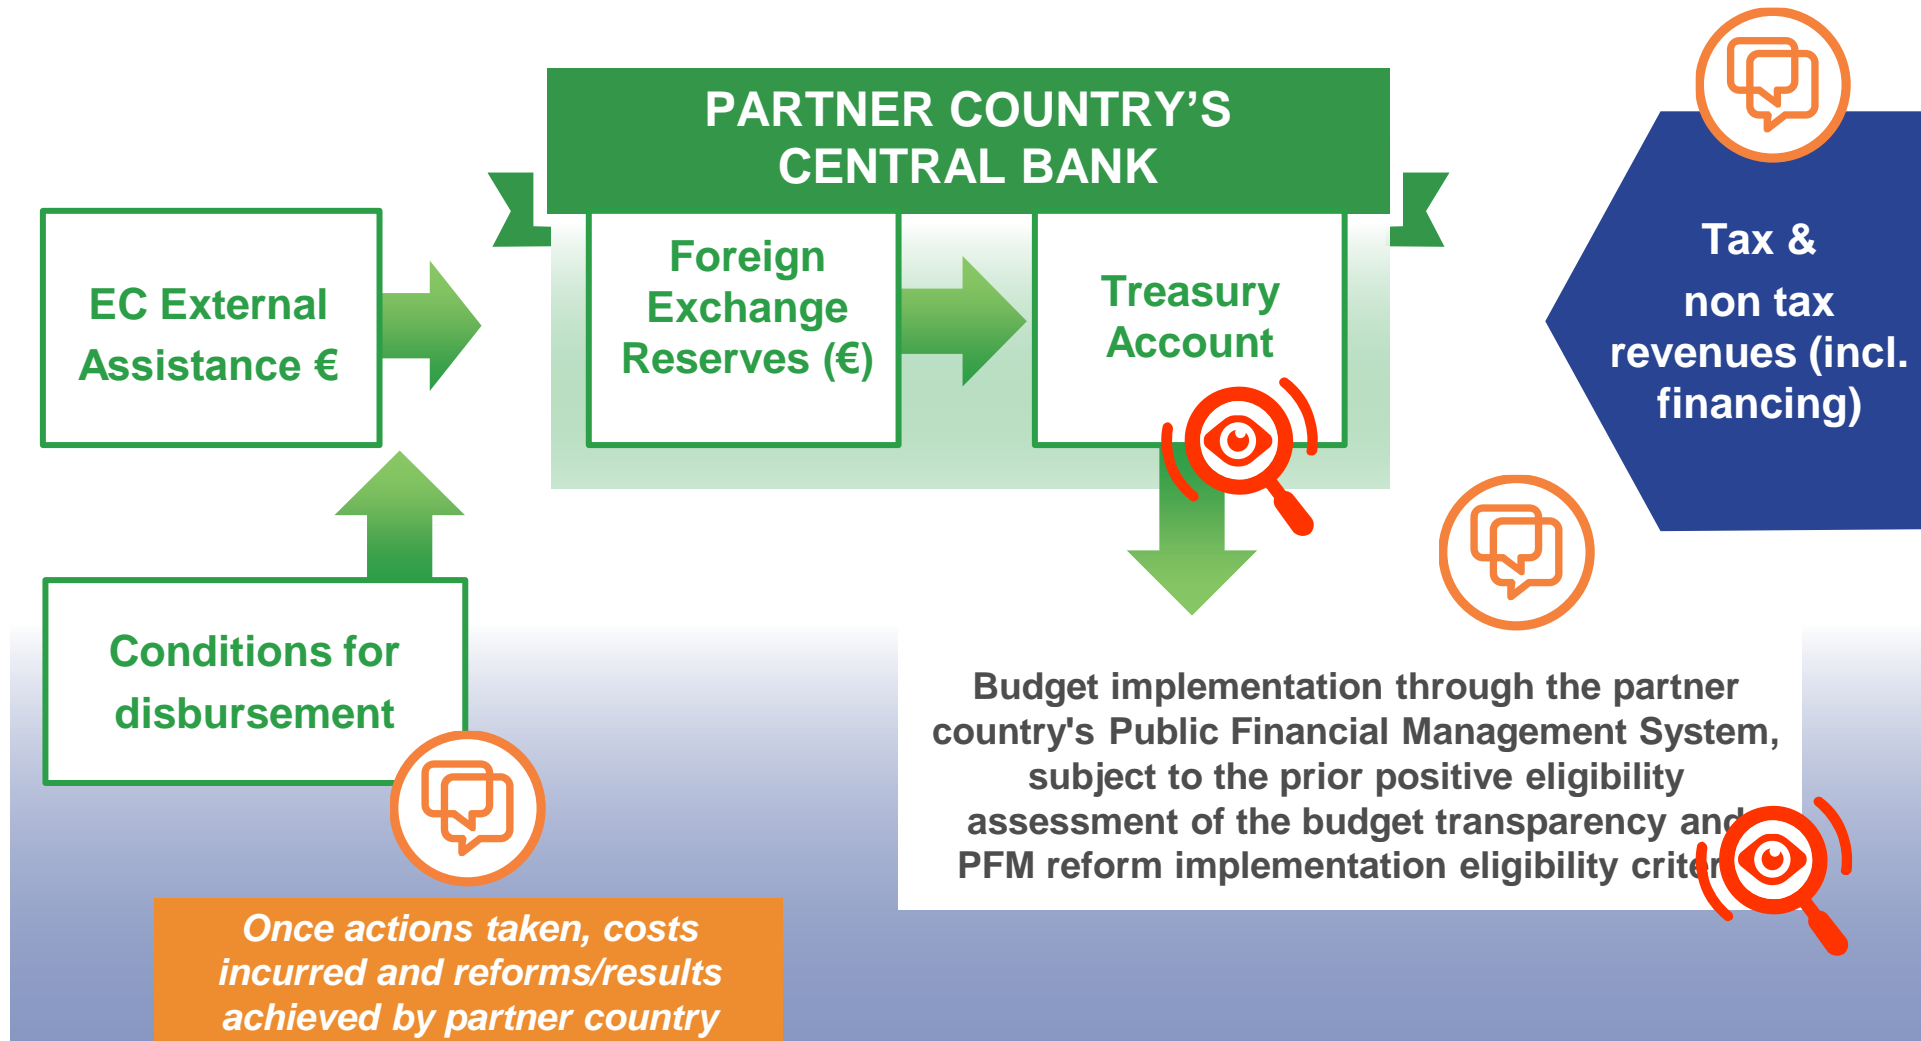 PARTNER COUNTRY’S
CENTRAL BANK
EC External
Assistance €
Foreign
Exchange
Reserves (€)
Treasury
Account
Tax &
non tax
revenues (incl.
financing)
Conditions for
disbursement
Once actions taken, costs
incurred and reforms/results
achieved by partner country
Budget implementation through the partner
country's Public Financial Management System,
subject to the prior positive eligibility
assessment of the budget transparency and
PFM reform implementation eligibility